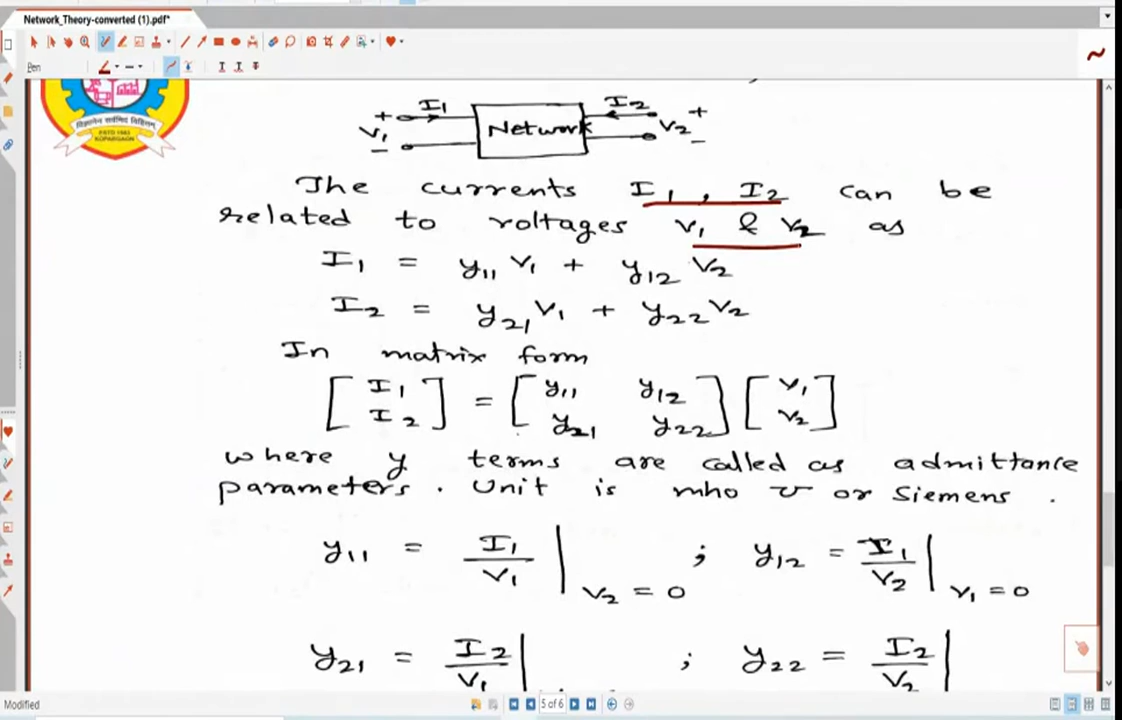 Network_Theory-converted (1).pdf*
Pen
ESTD 1983
KOPARGAON
I1 I2
+ V1 - Network V2 + -
The currents I1 , I2 can be
related to voltages V1 & V2 as
I1 = y11 V1 + y12 V2
I2 = y21 V1 + y22 V2
In matrix form
[ I1 I2 ] = [ y11 y12 y21 y22 ] [ V1 V2 ]
where y terms are called as admittance
parameters . Unit is mho ℧ or Siemens .
y11 = I1/V1 | V2 = 0 ; y12 = I1/V2 | V1 = 0
y21 = I2/V1 | ; y22 = I2/V2 |
Modified
5 of 6